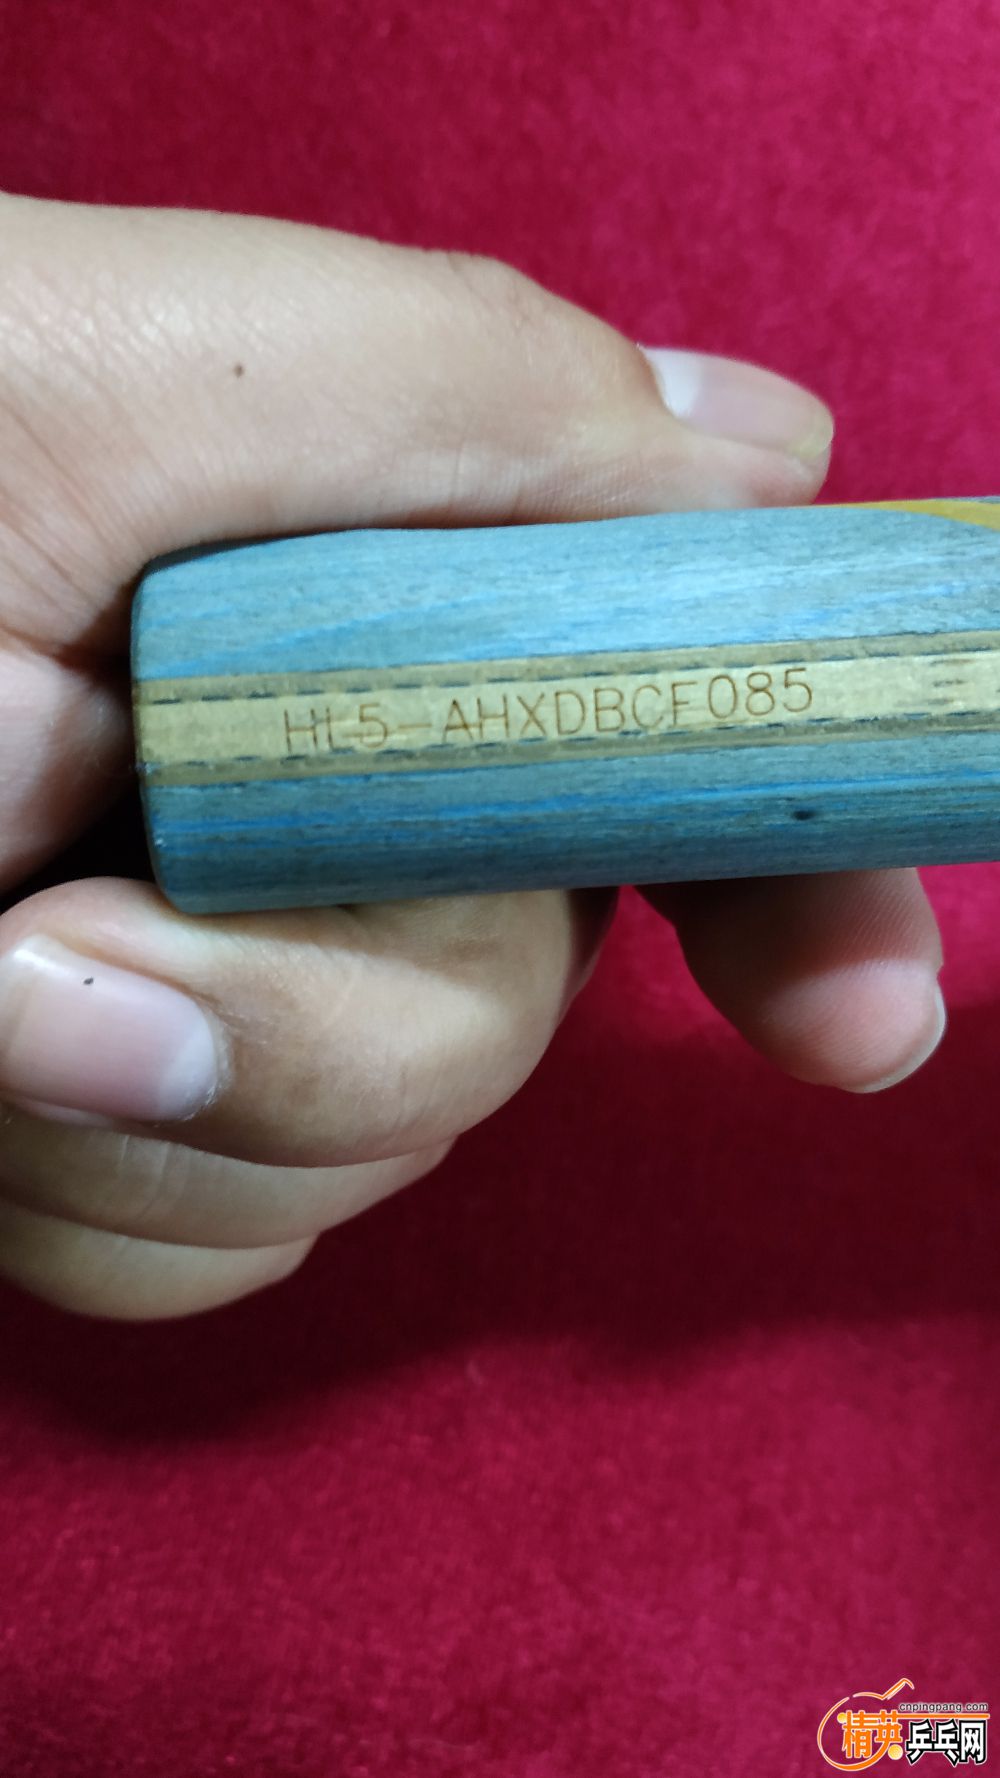 HL5-AHXDBCF085
cnpingpang.com
精英乒乓网